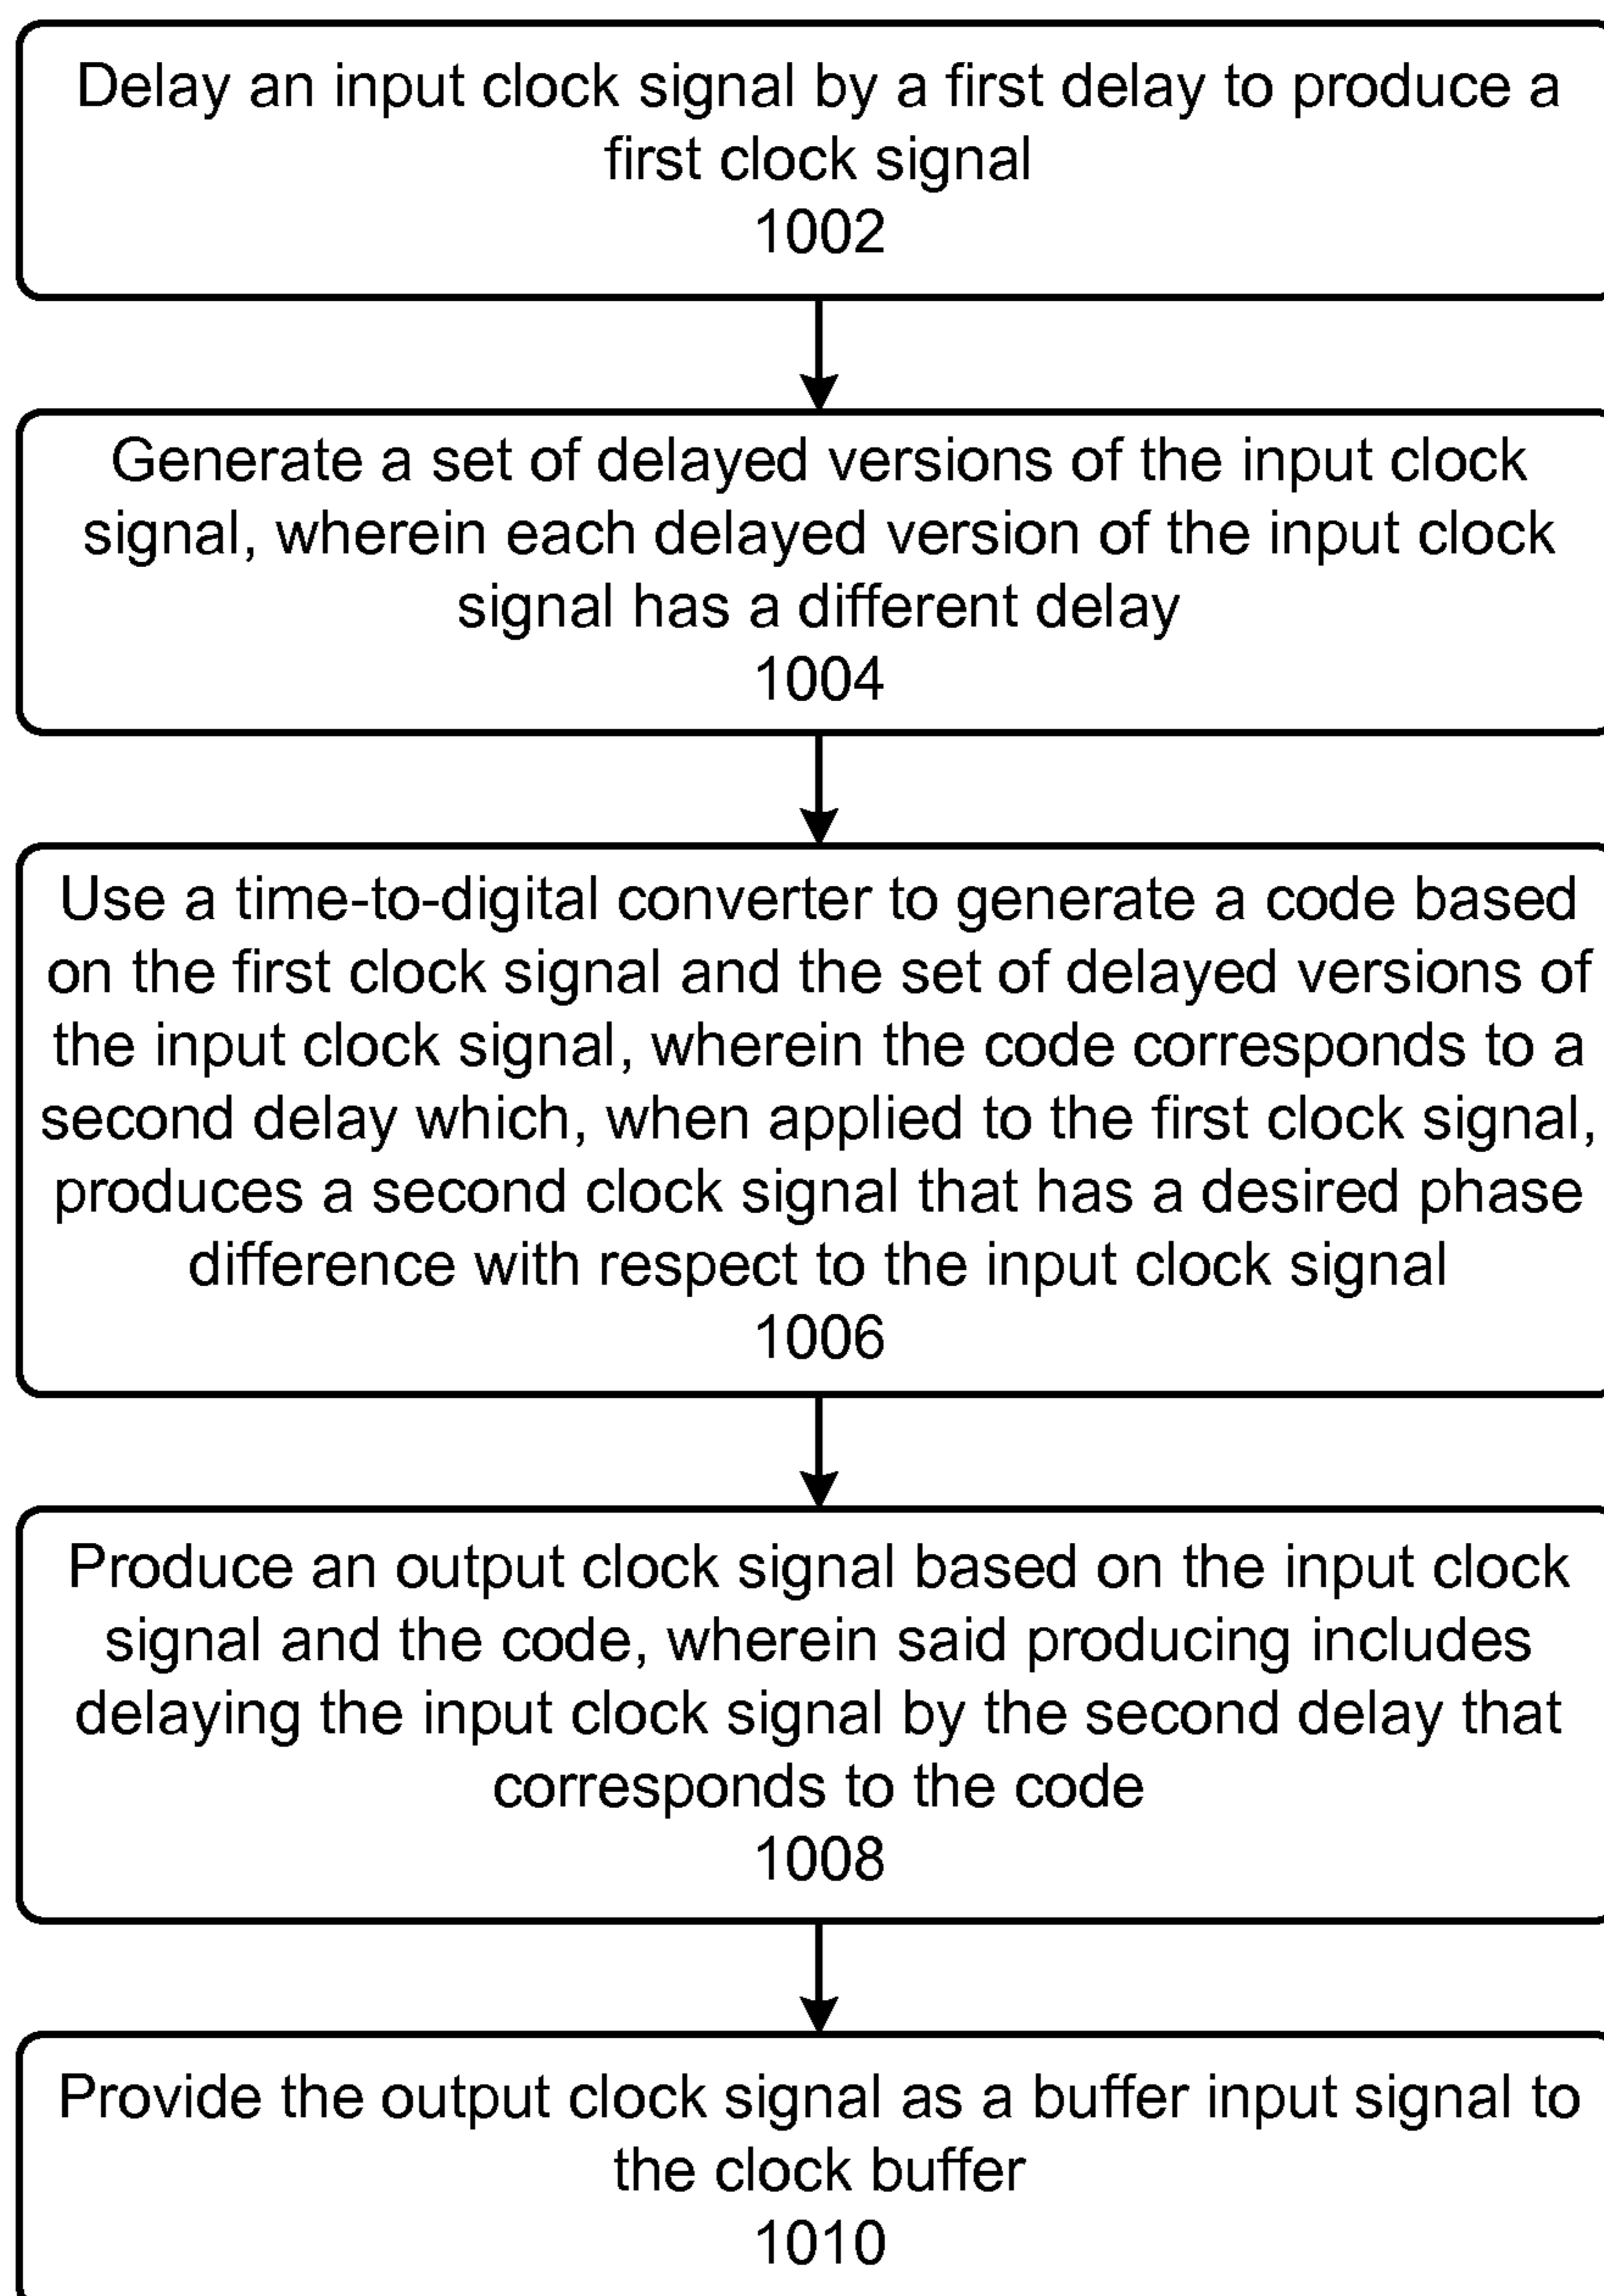 Delay an input clock signal by a first delay to produce a
first clock signal
1002
Generate a set of delayed versions of the input clock
signal, wherein each delayed version of the input clock
signal has a different delay
1004
Use a time-to-digital converter to generate a code based
on the first clock signal and the set of delayed versions of
the input clock signal, wherein the code corresponds to a
second delay which, when applied to the first clock signal,
produces a second clock signal that has a desired phase
difference with respect to the input clock signal
1006
Produce an output clock signal based on the input clock
signal and the code, wherein said producing includes
delaying the input clock signal by the second delay that
corresponds to the code
1008
Provide the output clock signal as a buffer input signal to
the clock buffer
1010